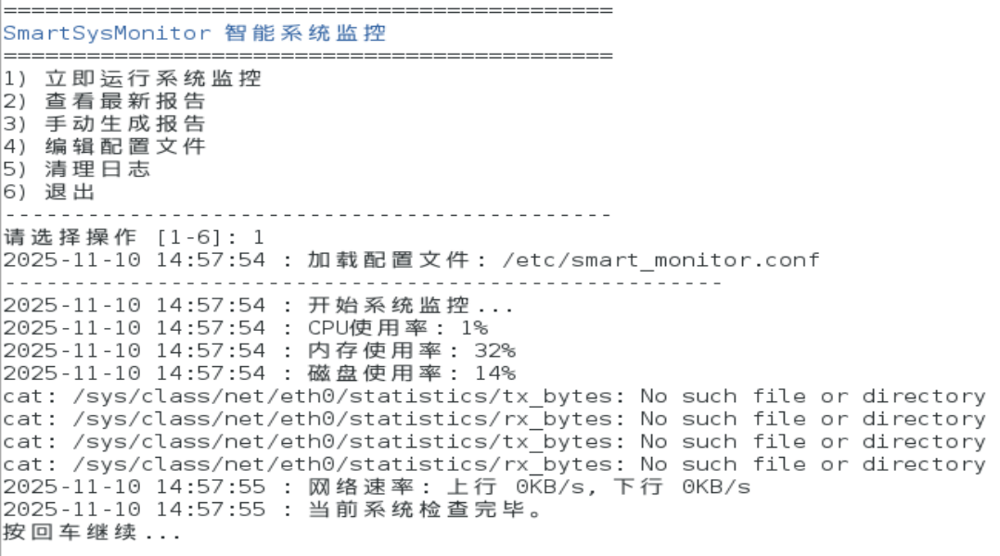 ============================================
SmartSysMonitor 智能系统监控
============================================
1) 立即运行系统监控
2) 查看最新报告
3) 手动生成报告
4) 编辑配置文件
5) 清理日志
6) 退出
--------------------------------------------
请选择操作 [1-6]: 1
2025-11-10 14:57:54 : 加载配置文件: /etc/smart_monitor.conf
----------------------------------------------------
2025-11-10 14:57:54 : 开始系统监控...
2025-11-10 14:57:54 : CPU使用率: 1%
2025-11-10 14:57:54 : 内存使用率: 32%
2025-11-10 14:57:54 : 磁盘使用率: 14%
cat: /sys/class/net/eth0/statistics/tx_bytes: No such file or directory
cat: /sys/class/net/eth0/statistics/rx_bytes: No such file or directory
cat: /sys/class/net/eth0/statistics/tx_bytes: No such file or directory
cat: /sys/class/net/eth0/statistics/rx_bytes: No such file or directory
2025-11-10 14:57:55 : 网络速率: 上行 0KB/s, 下行 0KB/s
2025-11-10 14:57:55 : 当前系统检查完毕。
按回车继续...